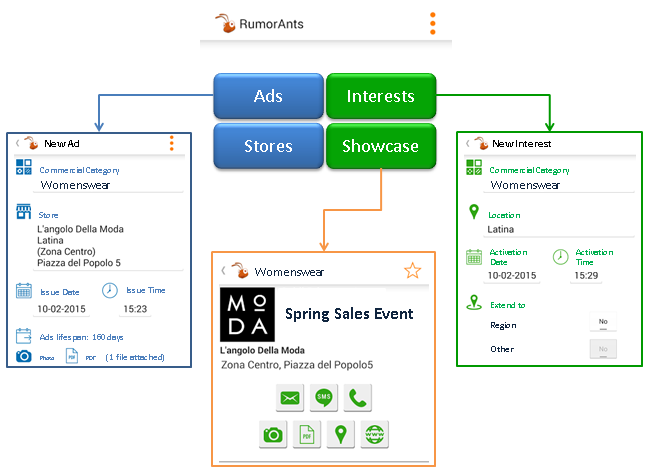 RumorAnts
Ads
Interests
Stores
Showcase
New Ad
Commercial Category
Womenswear
Store
L'angolo Della Moda
Latina
(Zona Centro)
Piazza del Popolo 5
Issue Date
Issue Time
10-02-2015
15:23
Ads lifespan: 160 days
Photo
PDF
PDF
(1 file attached)
Womenswear
MODA
Spring Sales Event
L'angolo Della Moda
Zona Centro, Piazza del Popolo5
SMS
PDF
www
New Interest
Commercial Category
Womenswear
Location
Latina
Activation
Date
Activation
Time
10-02-2015
15:29
Extend to
Region
No
Other
No